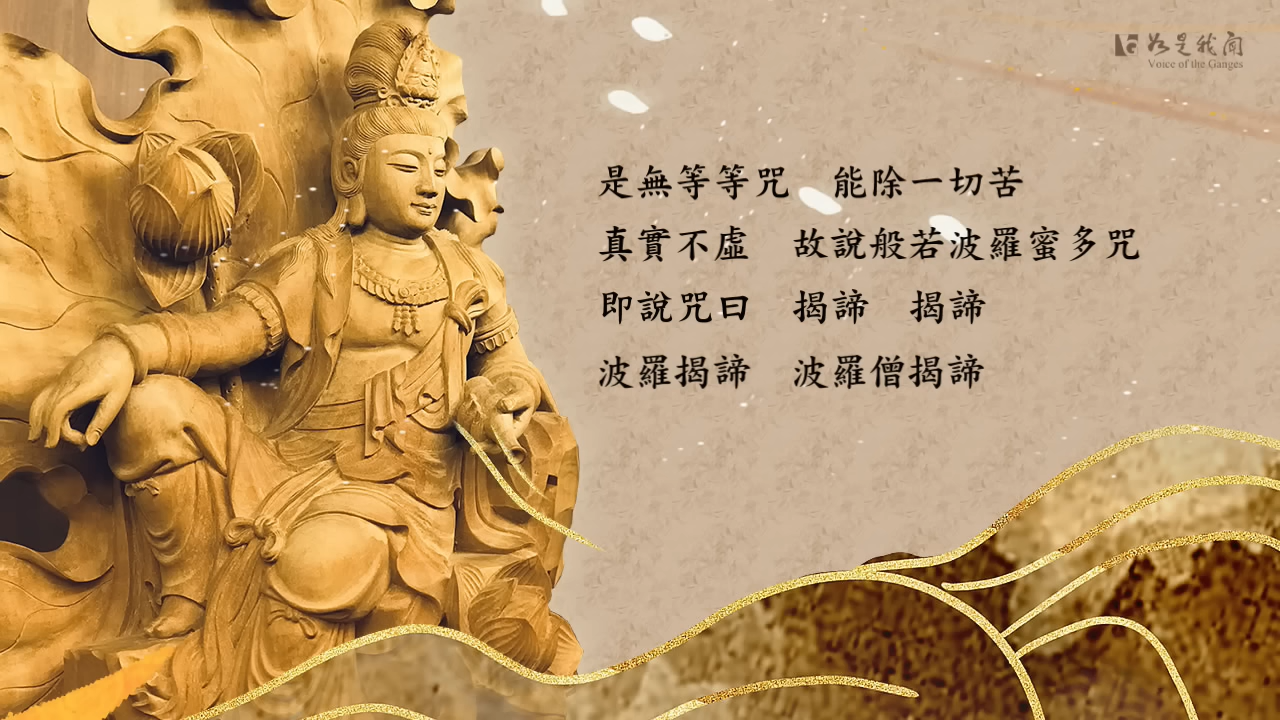 如是我聞
Voice of the Ganges
是無等等咒　能除一切苦
真實不虛　故說般若波羅蜜多咒
即說咒曰　揭諦　揭諦
波羅揭諦　波羅僧揭諦